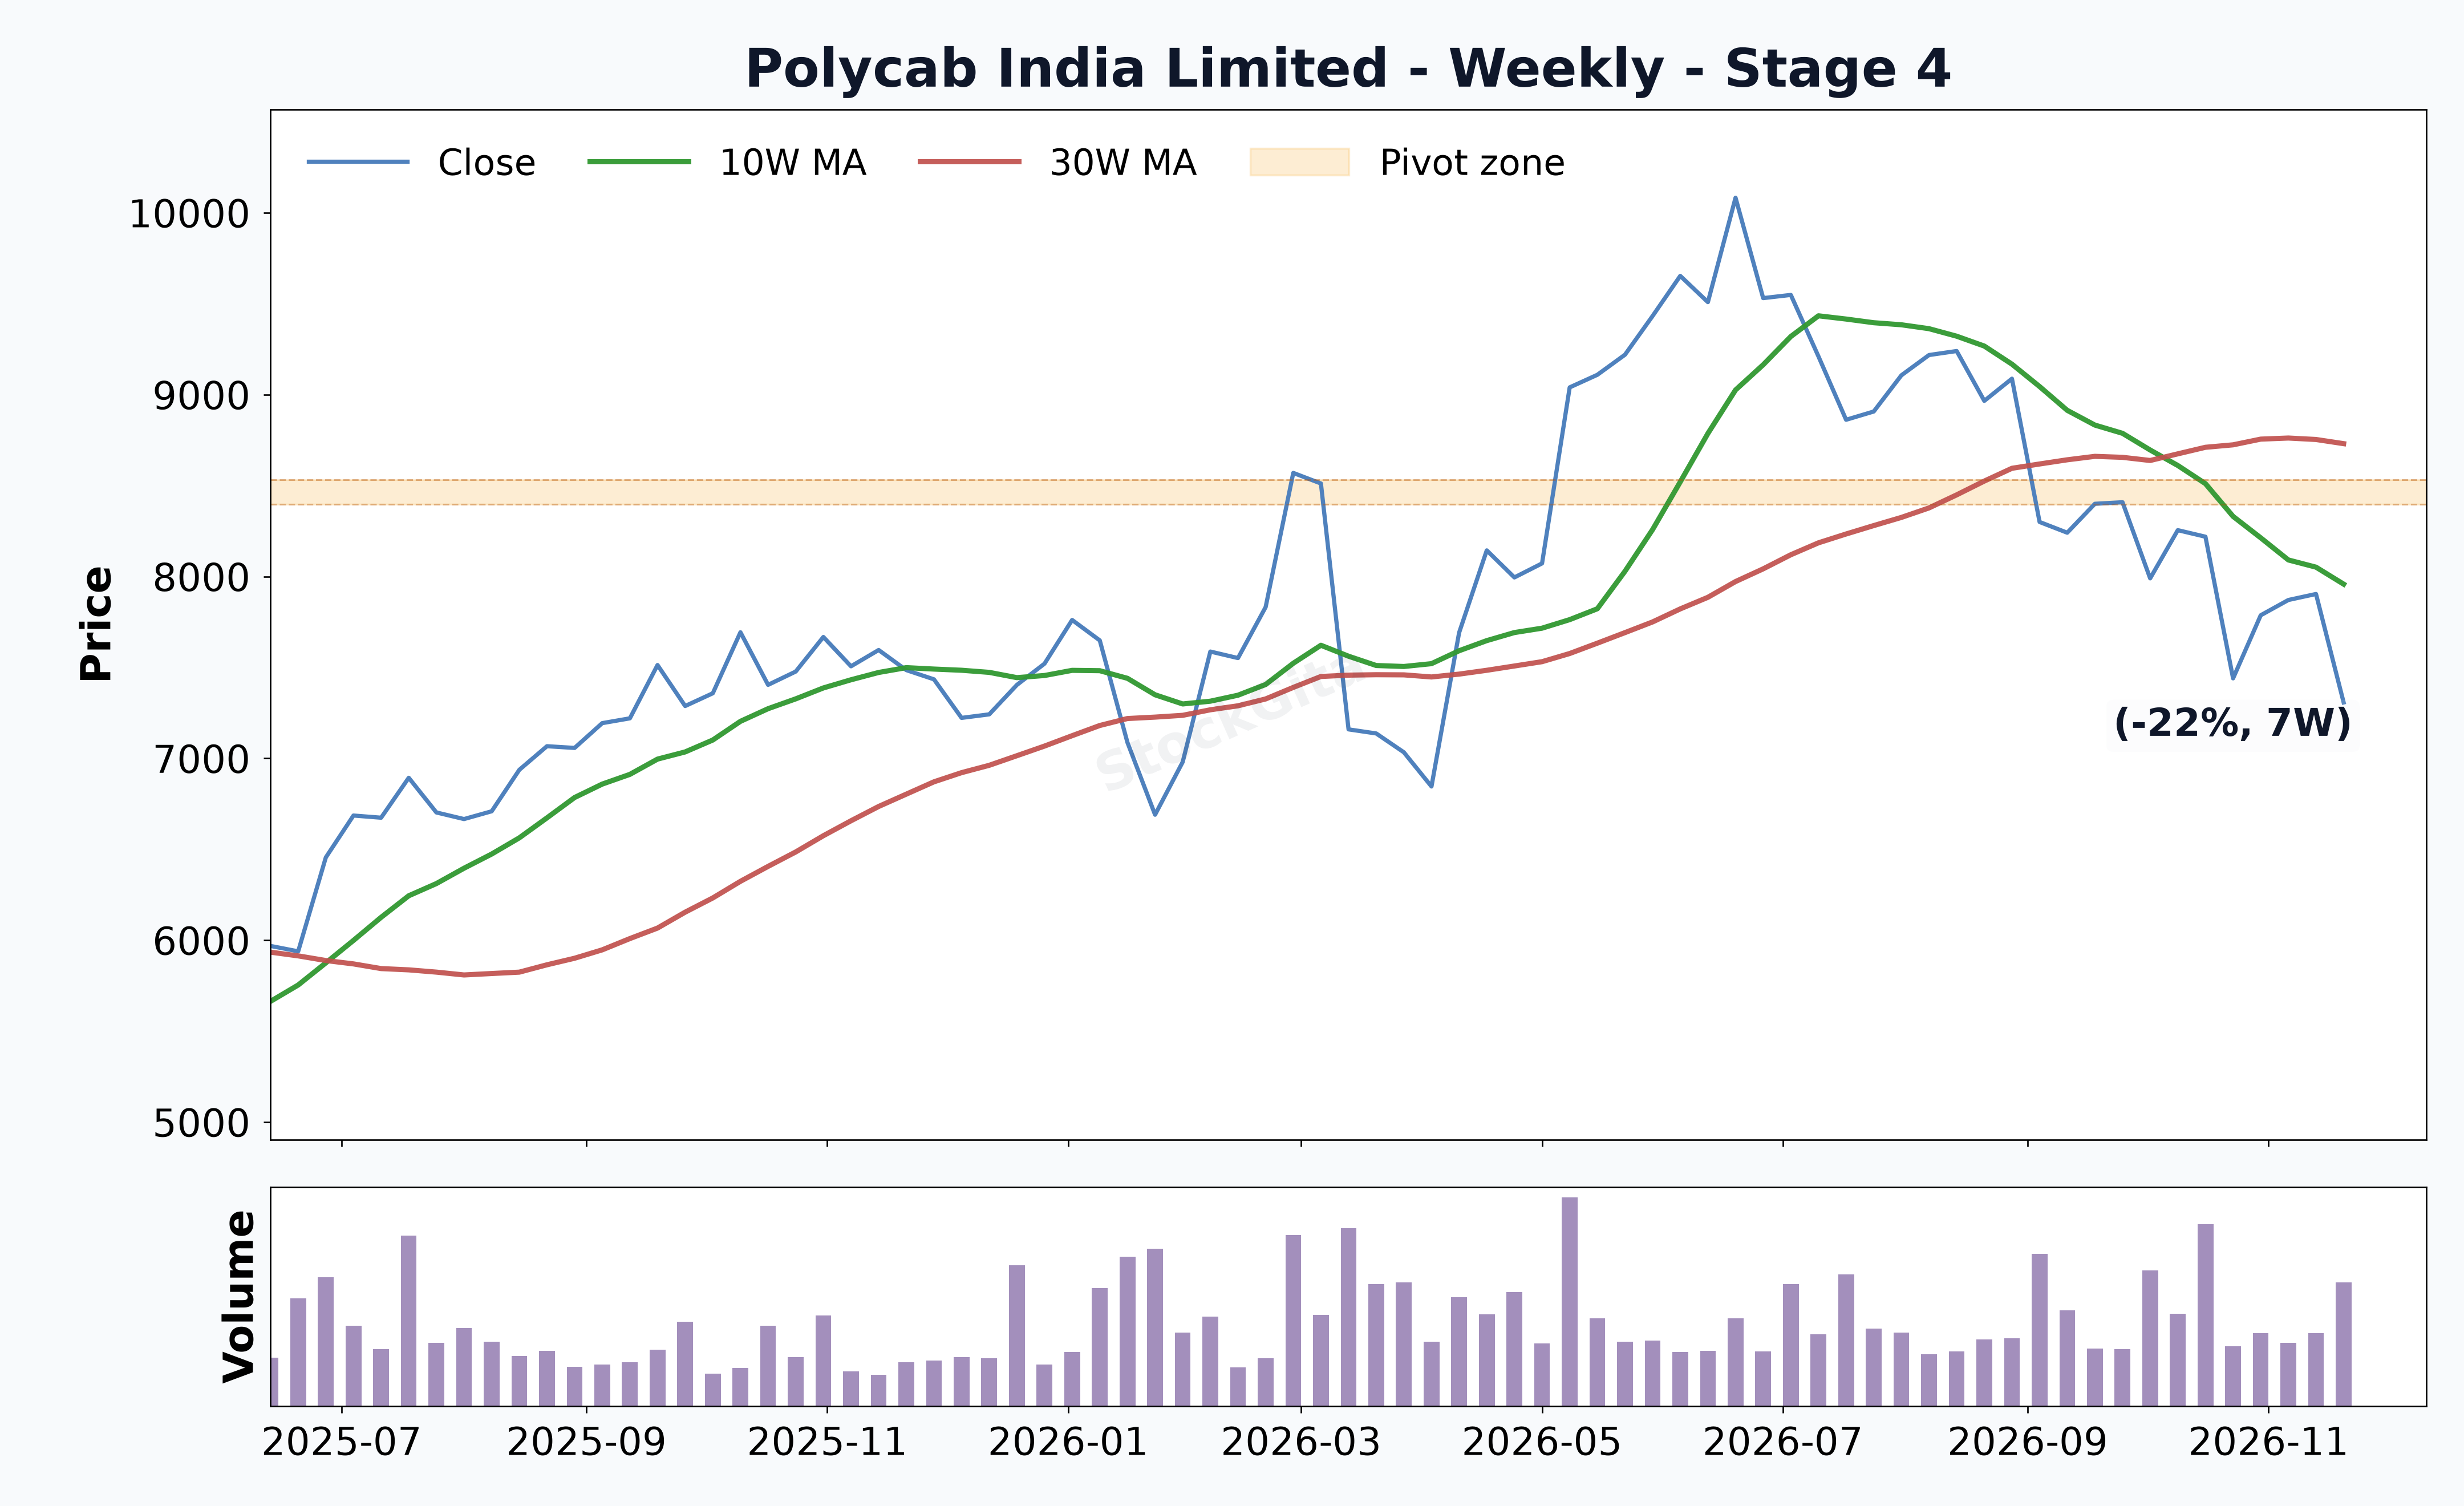 Polycab India Limited - Weekly - Stage 4
Close
10W MA
30W MA
Pivot zone
Price
10000
9000
8000
7000
6000
5000
(-22%, 7W)
Volume
2025-07
2025-09
2025-11
2026-01
2026-03
2026-05
2026-07
2026-09
2026-11